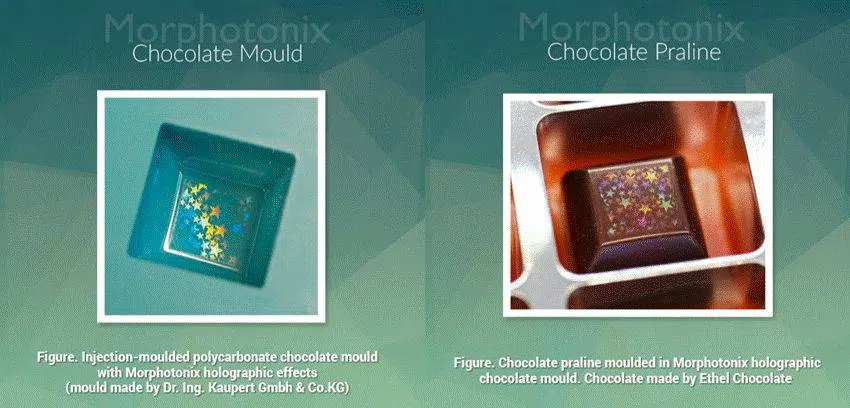 Morphotonix
Chocolate Mould
Figure. Injection-moulded polycarbonate chocolate mould
with Morphotonix holographic effects
(mould made by Dr. Ing. Kaupert Gmbh & Co.KG)
Morphotonix
Chocolate Praline
Figure. Chocolate praline moulded in Morphotonix holographic
chocolate mould. Chocolate made by Ethel Chocolate